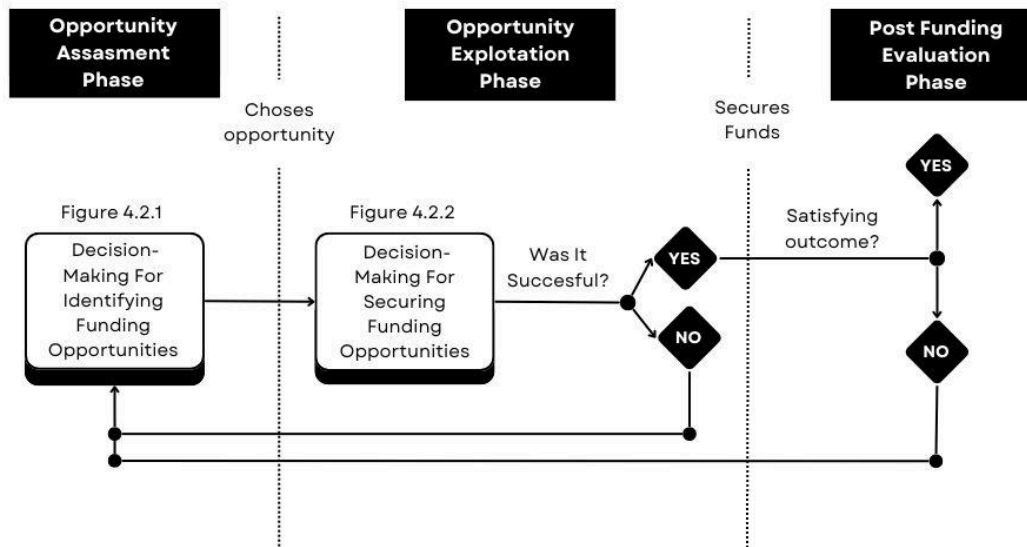 Opportunity
Assasment
Phase
Opportunity
Explotation
Phase
Post Funding
Evaluation
Phase
Choses
opportunity
Secures
Funds
Figure 4.2.1
Decision-
Making For
Identifying
Funding
Opportunities
Figure 4.2.2
Decision-
Making For
Securing
Funding
Opportunities
Was It
Succesful?
YES
NO
Satisfying
outcome?
YES
NO